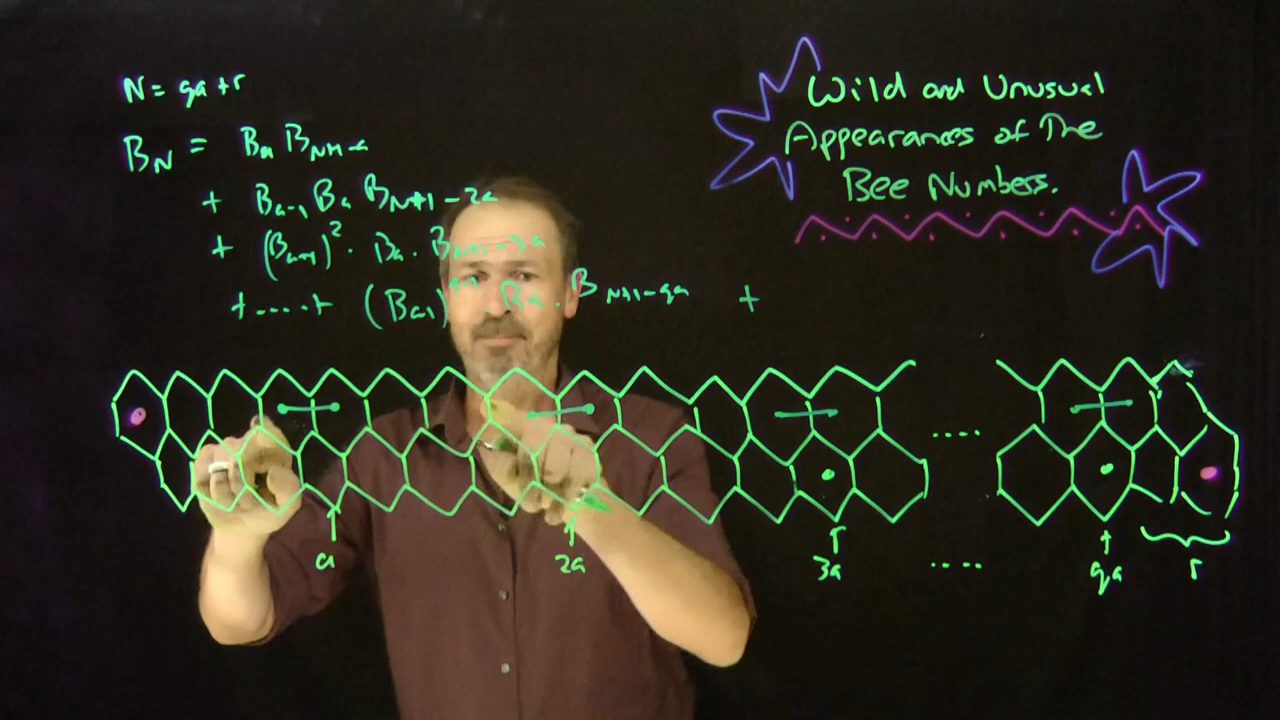 N = qa + r
B_N = B_a B_{N+1-a}
+ B_{a-1} B_a B_{N+1-2a}
+ (B_{a-1})^2 · B_a · B_{N+1-3a}
+ .... + (B_{a-1})^{q-1} · B_a · B_{N+1-qa} +
Wild and Unusual
Appearances of The
Bee Numbers.
....
a
2a
3a
....
qa
r